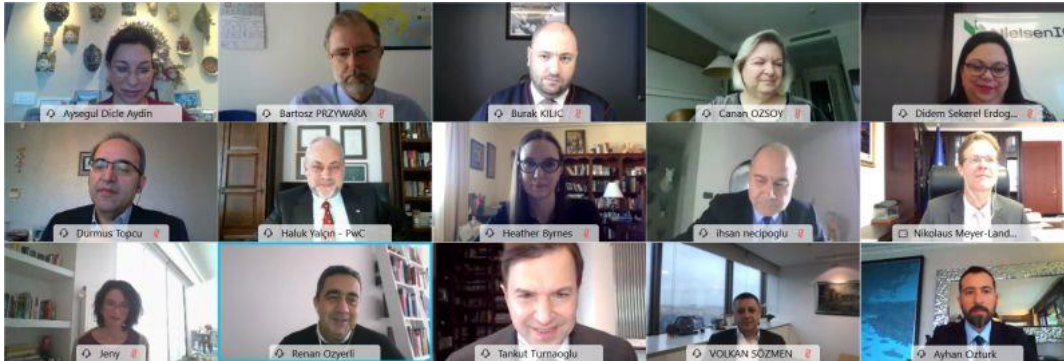 NielsenIQ
Aysegul Dicle Aydin
Bartosz PRZYWARA
Burak KILIC
Canan OZSOY
Didem Sekerel Erdog...
Durmus Topcu
Haluk Yalçın - PwC
Heather Byrnes
ihsan necipoglu
Nikolaus Meyer-Land...
Jeny
Renan Ozyerli
Tankut Turnaoglu
VOLKAN SÖZMEN
Ayhan Ozturk